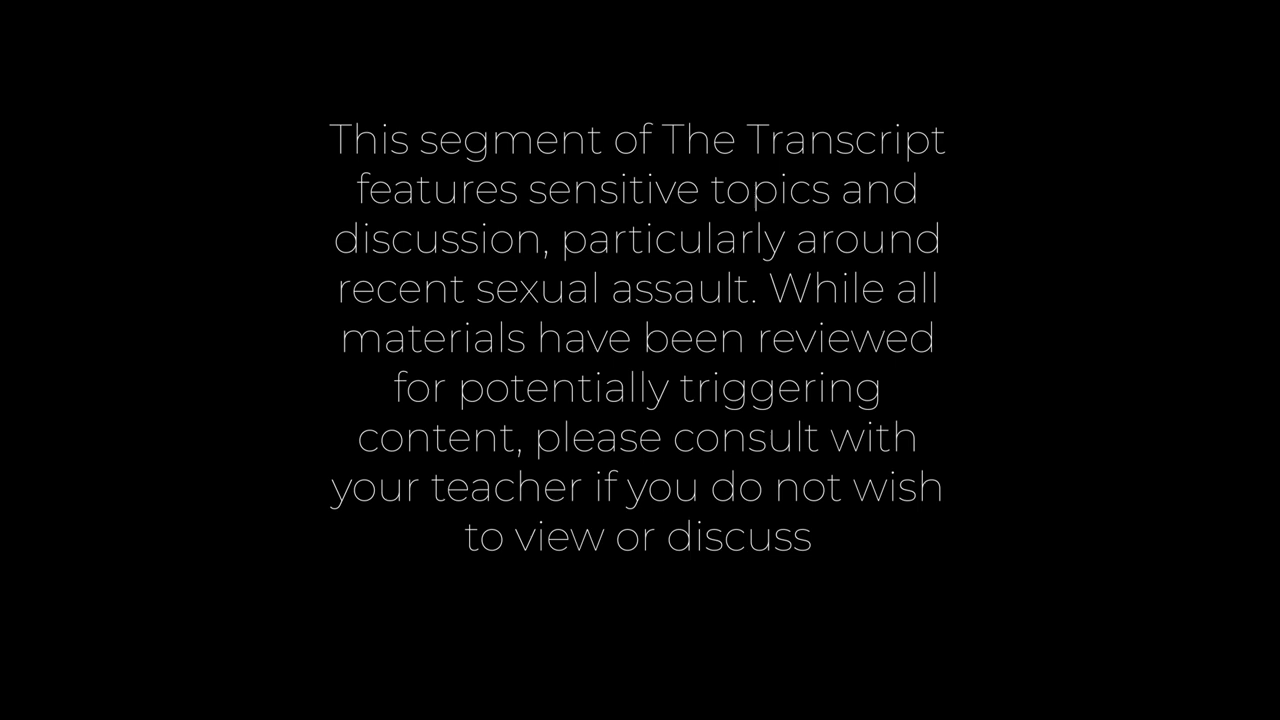 This segment of The Transcript
features sensitive topics and
discussion, particularly around
recent sexual assault. While all
materials have been reviewed
for potentially triggering
content, please consult with
your teacher if you do not wish
to view or discuss